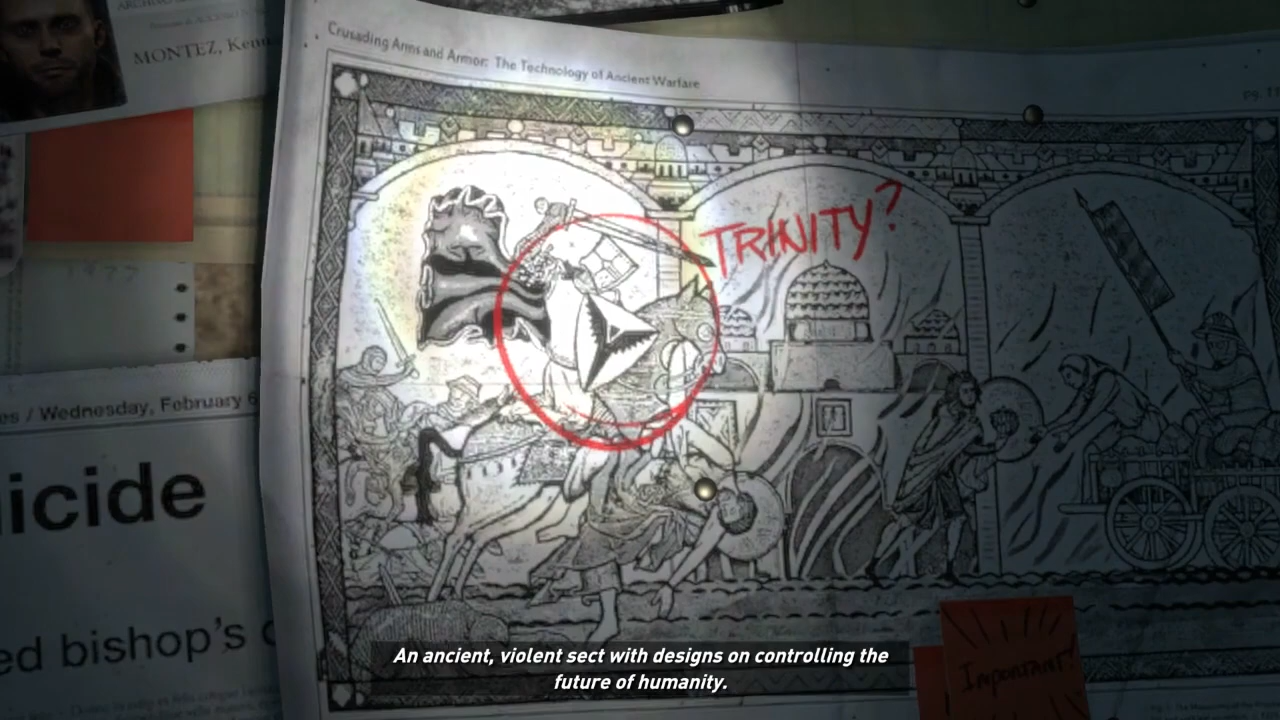 MONTEZ,
Crusading Arms and Armor: The Technology of Ancient Warfare
TRINITY?
es / Wednesday, February 6
icide
ed bishop's
Important!
An ancient, violent sect with designs on controlling the
future of humanity.